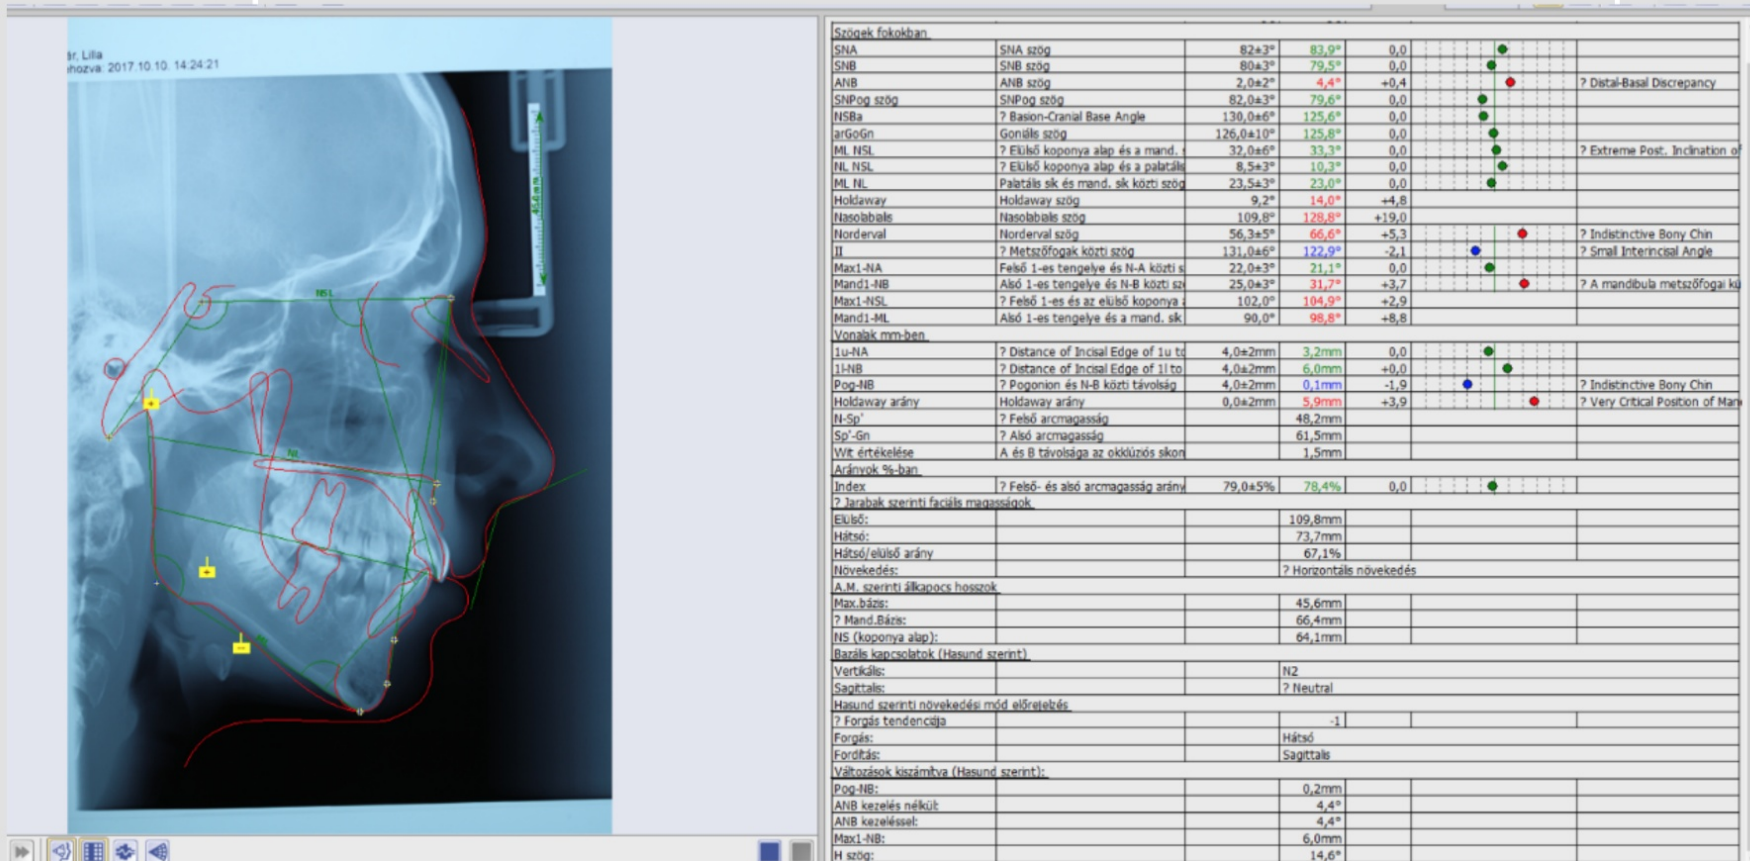 ár, Lilla
ehozva: 2017.10.10. 14:24:21
NSL
NL
Szögek fokokban
SNA SNA szög 82±3° 83,9° 0,0
SNB SNB szög 80±3° 79,5° 0,0
ANB ANB szög 2,0±2° 4,4° +0,4 ? Distal-Basal Discrepancy
SNPog szög SNPog szög 82,0±3° 79,6° 0,0
NSBa ? Basion-Cranial Base Angle 130,0±6° 125,6° 0,0
arGoGn Goniális szög 126,0±10° 125,8° 0,0
ML NSL ? Elülső koponya alap és a mand. 32,0±6° 33,3° 0,0 ? Extreme Post. Inclination of
NL NSL ? Elülső koponya alap és a palatális 8,5±3° 10,3° 0,0
ML NL Palatális sík és mand. sík közti szög 23,5±3° 23,0° 0,0
Holdaway Holdaway szög 9,2° 14,0° +4,8
Nasolabialis Nasolabialis szög 109,8° 128,8° +19,0
Norderval Norderval szög 56,3±5° 66,6° +5,3 ? Indistinctive Bony Chin
II ? Metszőfogak közti szög 131,0±6° 122,9° -2,1 ? Small Interincisal Angle
Max1-NA Felső 1-es tengelye és N-A közti s 22,0±3° 21,1° 0,0
Mand1-NB Alsó 1-es tengelye és N-B közti sz 25,0±3° 31,7° +3,7 ? A mandibula metszőfogai kü
Max1-NSL ? Felső 1-es és az elülső koponya 102,0° 104,9° +2,9
Mand1-ML Alsó 1-es tengelye és a mand. sík 90,0° 98,8° +8,8
Vonalak mm-ben
1u-NA ? Distance of Incisal Edge of 1u to 4,0±2mm 3,2mm 0,0
1l-NB ? Distance of Incisal Edge of 1l to 4,0±2mm 6,0mm +0,0
Pog-NB ? Pogonion és N-B közti távolság 4,0±2mm 0,1mm -1,9 ? Indistinctive Bony Chin
Holdaway arány Holdaway arány 0,0±2mm 5,9mm +3,9 ? Very Critical Position of Man
N-Sp' ? Felső arcmagasság 48,2mm
Sp'-Gn ? Alsó arcmagasság 61,5mm
Wit értékelése A és B távolsága az okklúziós síkon 1,5mm
Arányok %-ban
Index ? Felső- és alsó arcmagasság arány 79,0±5% 78,4% 0,0
? Jarabak szerinti faciális magasságok
Elülső: 109,8mm
Hátsó: 73,7mm
Hátsó/elülső arány 67,1%
Növekedés: ? Horizontális növekedés
A.M. szerinti állkapocs hosszok
Max.bázis: 45,6mm
? Mand.Bázis: 66,4mm
NS (koponya alap): 64,1mm
Bazális kapcsolatok (Hasund szerint)
Vertikális: N2
Sagittalis: ? Neutral
Hasund szerinti növekedési mód előrejelzés
? Forgás tendenciája -1
Forgás: Hátsó
Fordítás: Sagittalis
Változások kiszámítva (Hasund szerint):
Pog-NB: 0,2mm
ANB kezelés nélkül: 4,4°
ANB kezeléssel: 4,4°
Max1-NB: 6,0mm
H szög: 14,6°